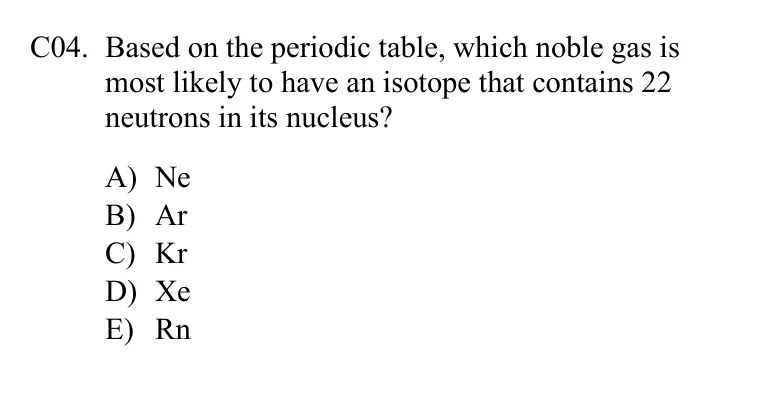 C04. Based on the periodic table, which noble gas is
most likely to have an isotope that contains 22
neutrons in its nucleus?
A) Ne
B) Ar
C) Kr
D) Xe
E) Rn